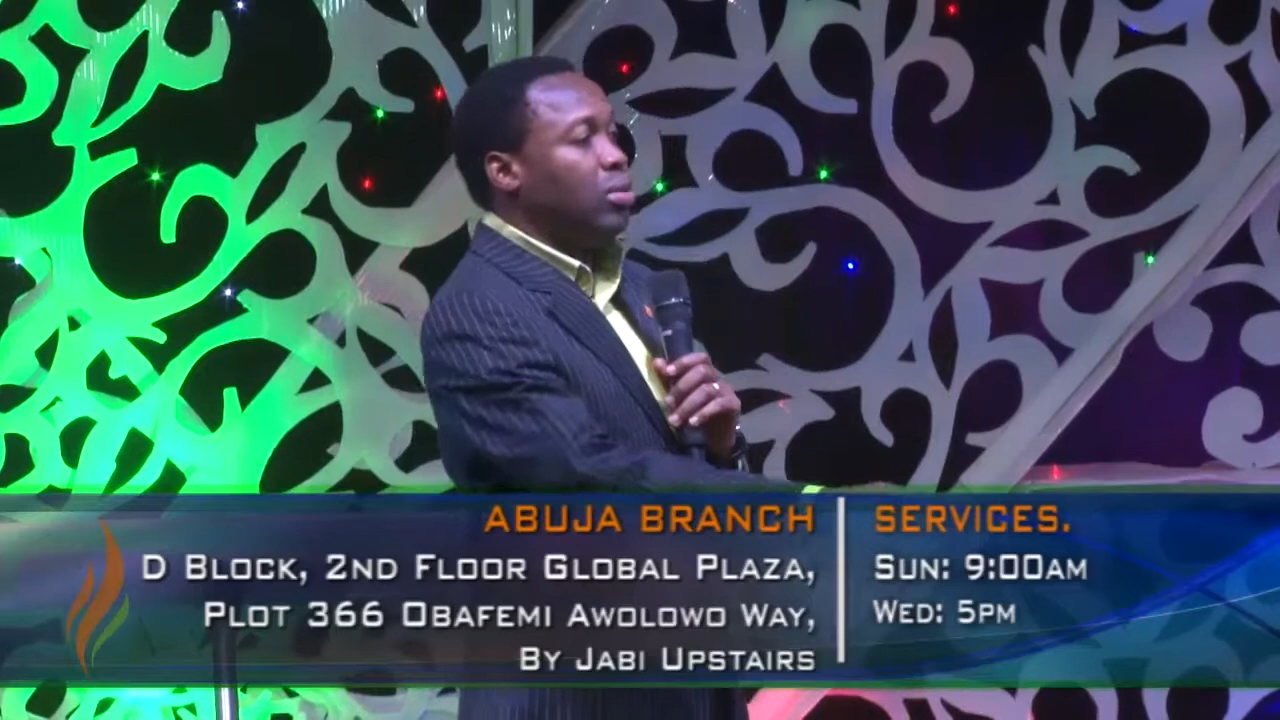 ABUJA BRANCH
D BLOCK, 2ND FLOOR GLOBAL PLAZA,
PLOT 366 OBAFEMI AWOLOWO WAY,
BY JABI UPSTAIRS
SERVICES.
SUN: 9:00AM
WED: 5PM